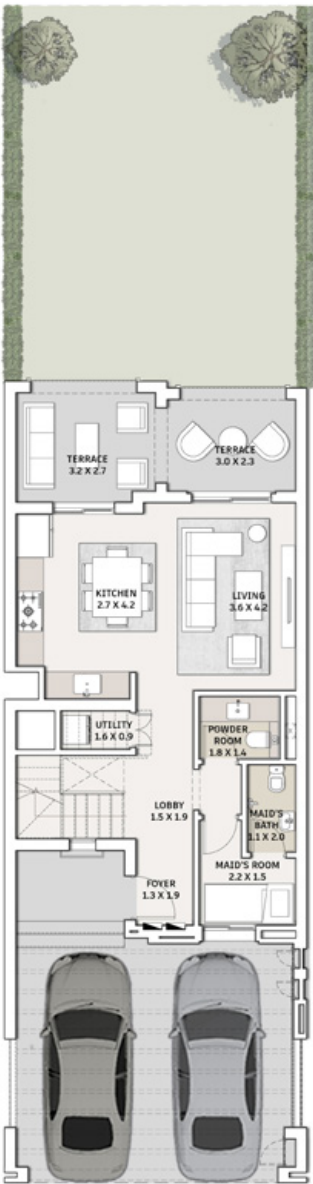 TERRACE
3.2 X 2.7
TERRACE
3.0 X 2.3
KITCHEN
2.7 X 4.2
LIVING
3.6 X 4.2
UTILITY
1.6 X 0.9
POWDER
ROOM
1.8 X 1.4
LOBBY
1.5 X 1.9
MAID'S
BATH
1.1 X 2.0
MAID'S ROOM
2.2 X 1.5
FOYER
1.3 X 1.9